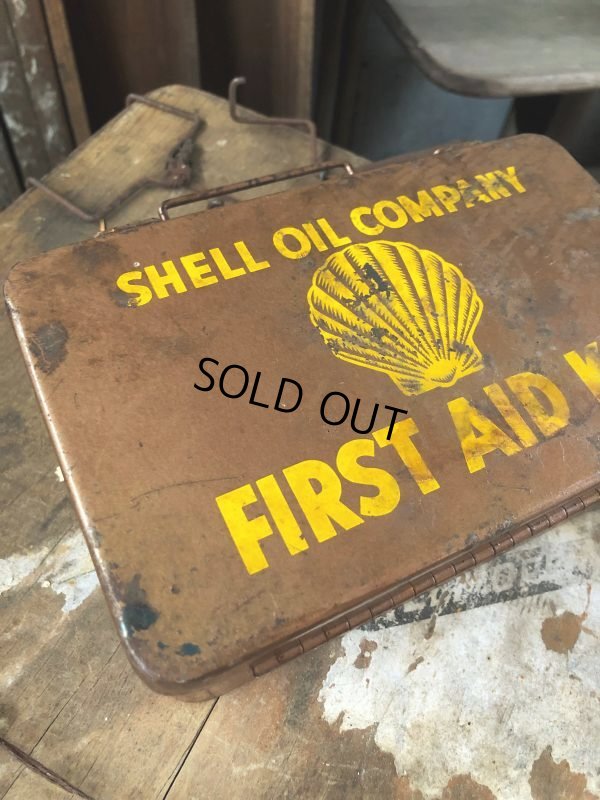 SHELL OIL COMPANY
SOLD OUT
FIRST AID K